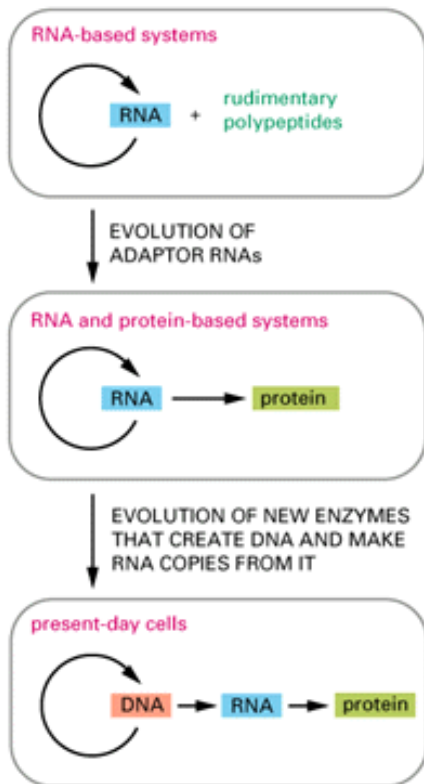 RNA-based systems
RNA + rudimentary
polypeptides
EVOLUTION OF
ADAPTOR RNAs
RNA and protein-based systems
RNA protein
EVOLUTION OF NEW ENZYMES
THAT CREATE DNA AND MAKE
RNA COPIES FROM IT
present-day cells
DNA RNA protein